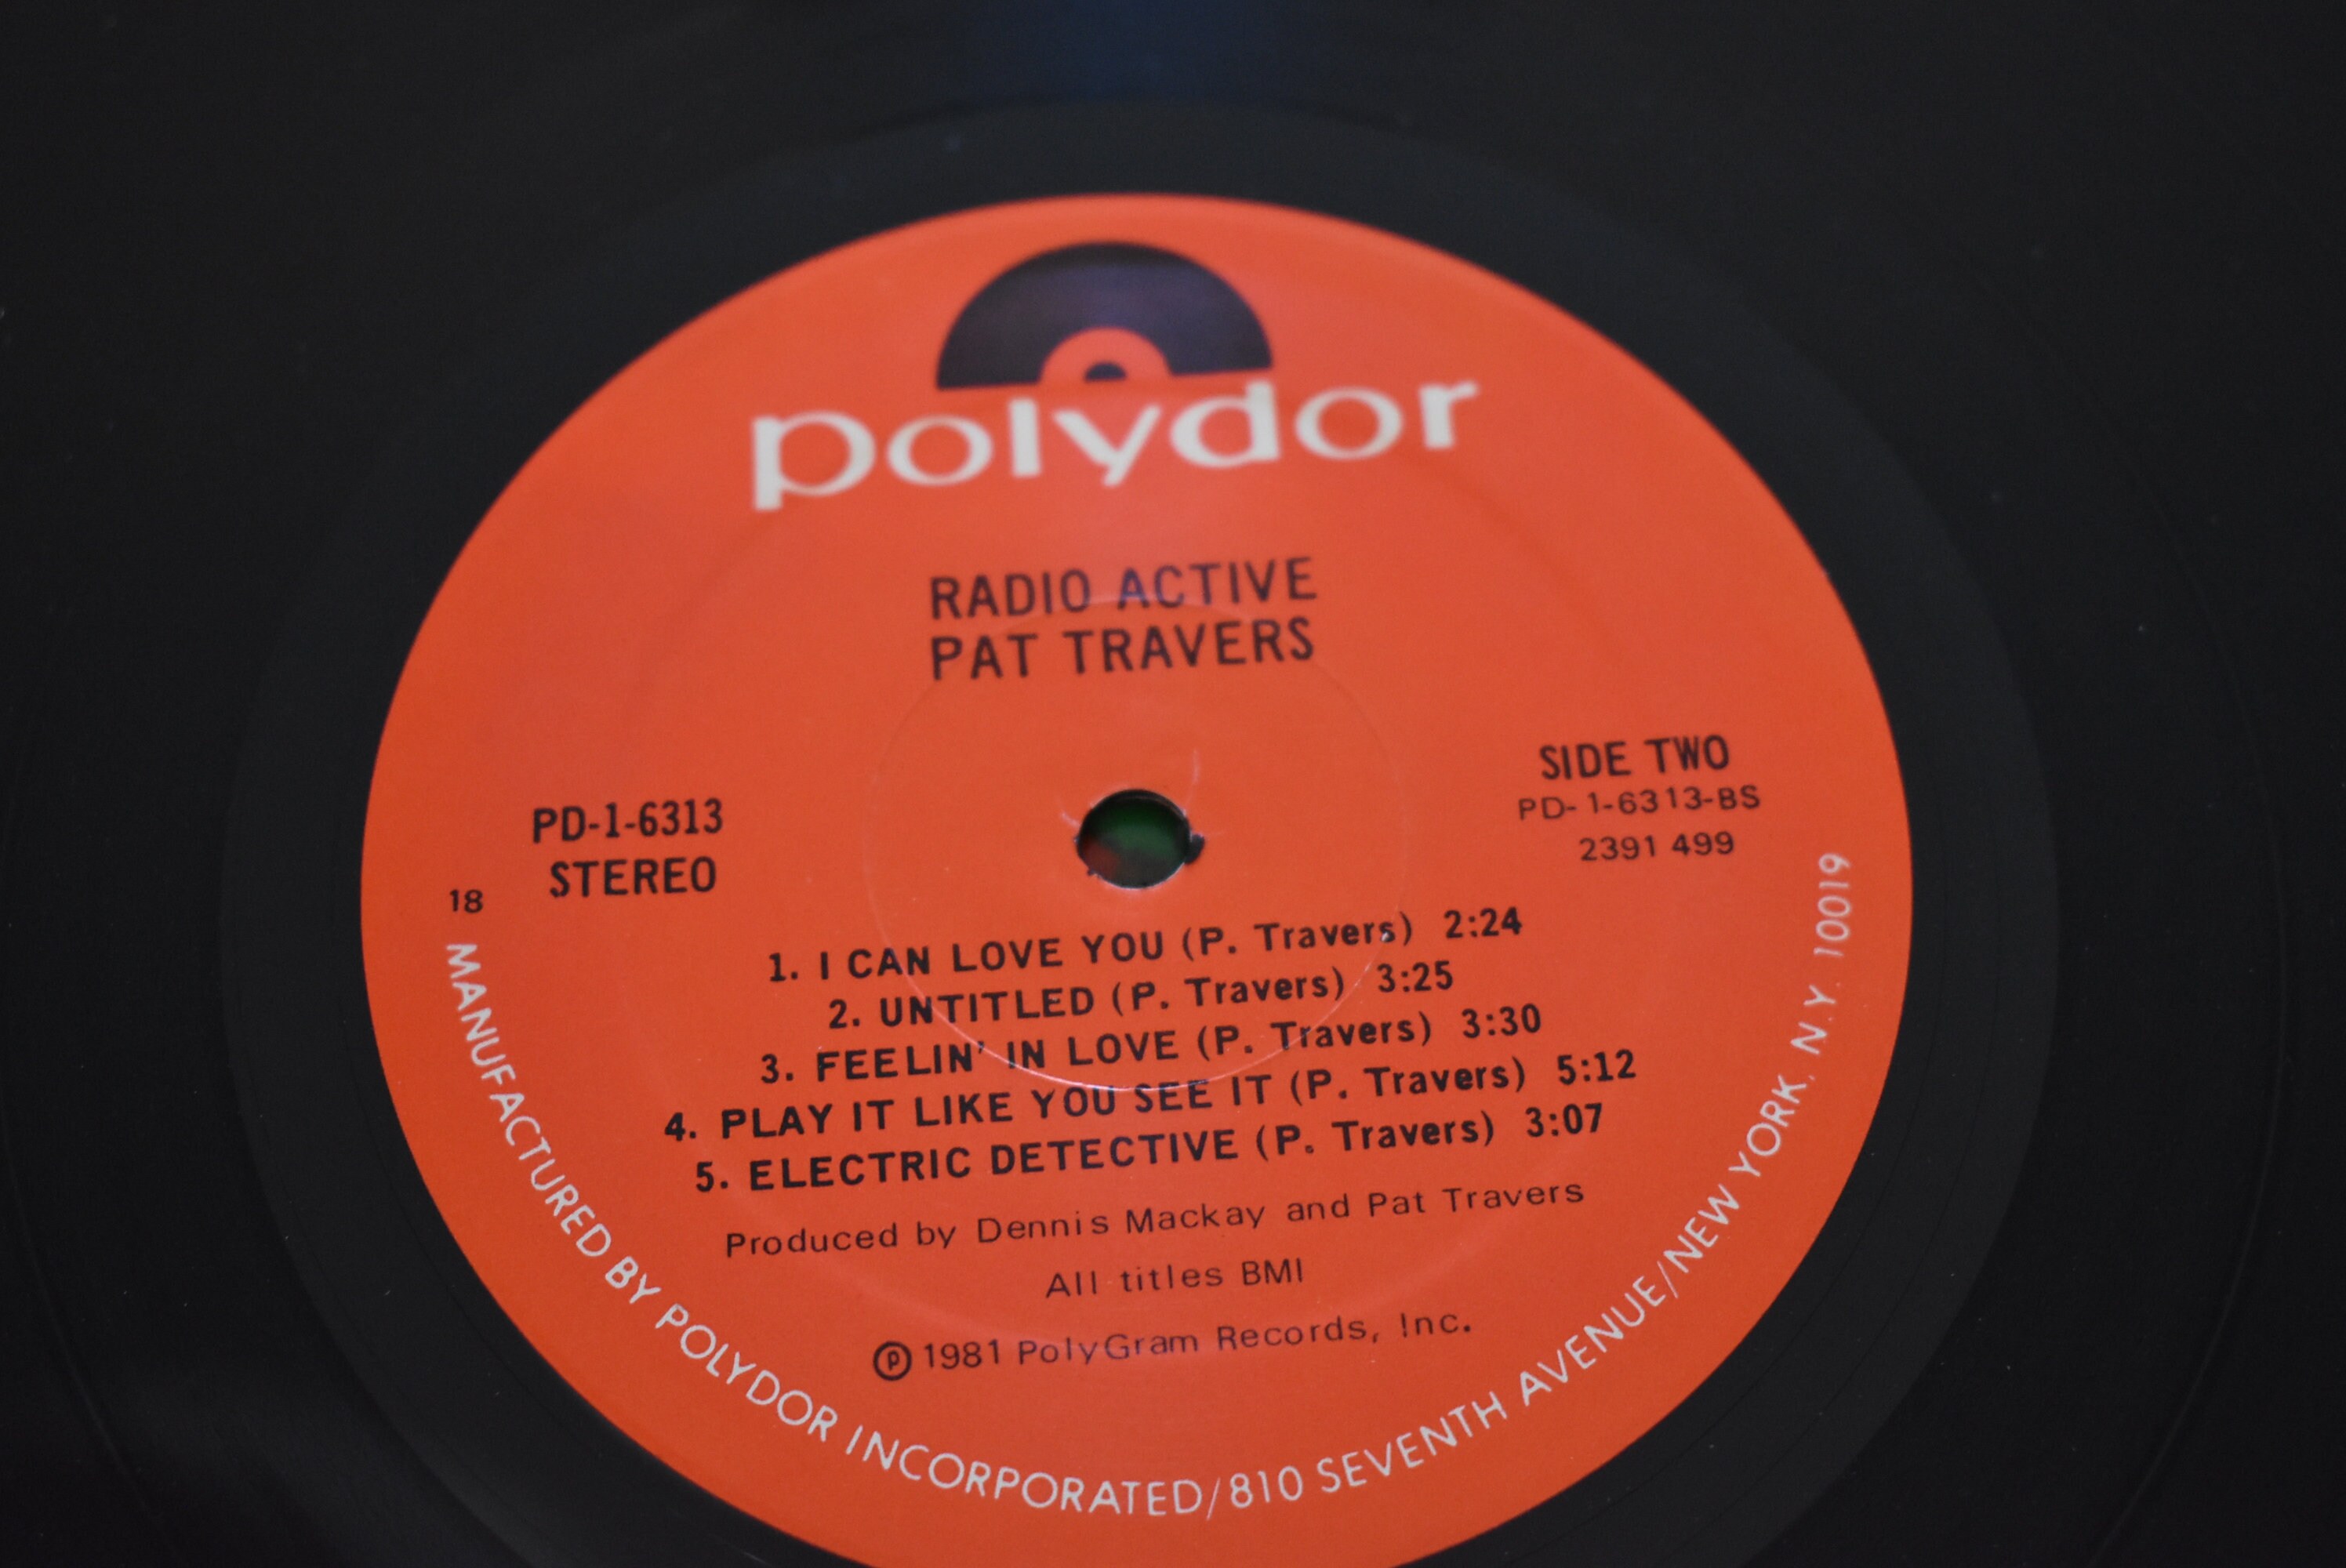 polydor
RADIO ACTIVE
PAT TRAVERS
PD-1-6313
STEREO
18
SIDE TWO
PD-1-6313-BS
2391 499
1. I CAN LOVE YOU (P. Travers) 2:24
2. UNTITLED (P. Travers) 3:25
3. FEELIN' IN LOVE (P. Travers) 3:30
4. PLAY IT LIKE YOU SEE IT (P. Travers) 5:12
5. ELECTRIC DETECTIVE (P. Travers) 3:07
Produced by Dennis Mackay and Pat Travers
All titles BMI
℗ 1981 PolyGram Records, Inc.
MANUFACTURED BY POLYDOR INCORPORATED/810 SEVENTH AVENUE/NEW YORK, N.Y. 10019